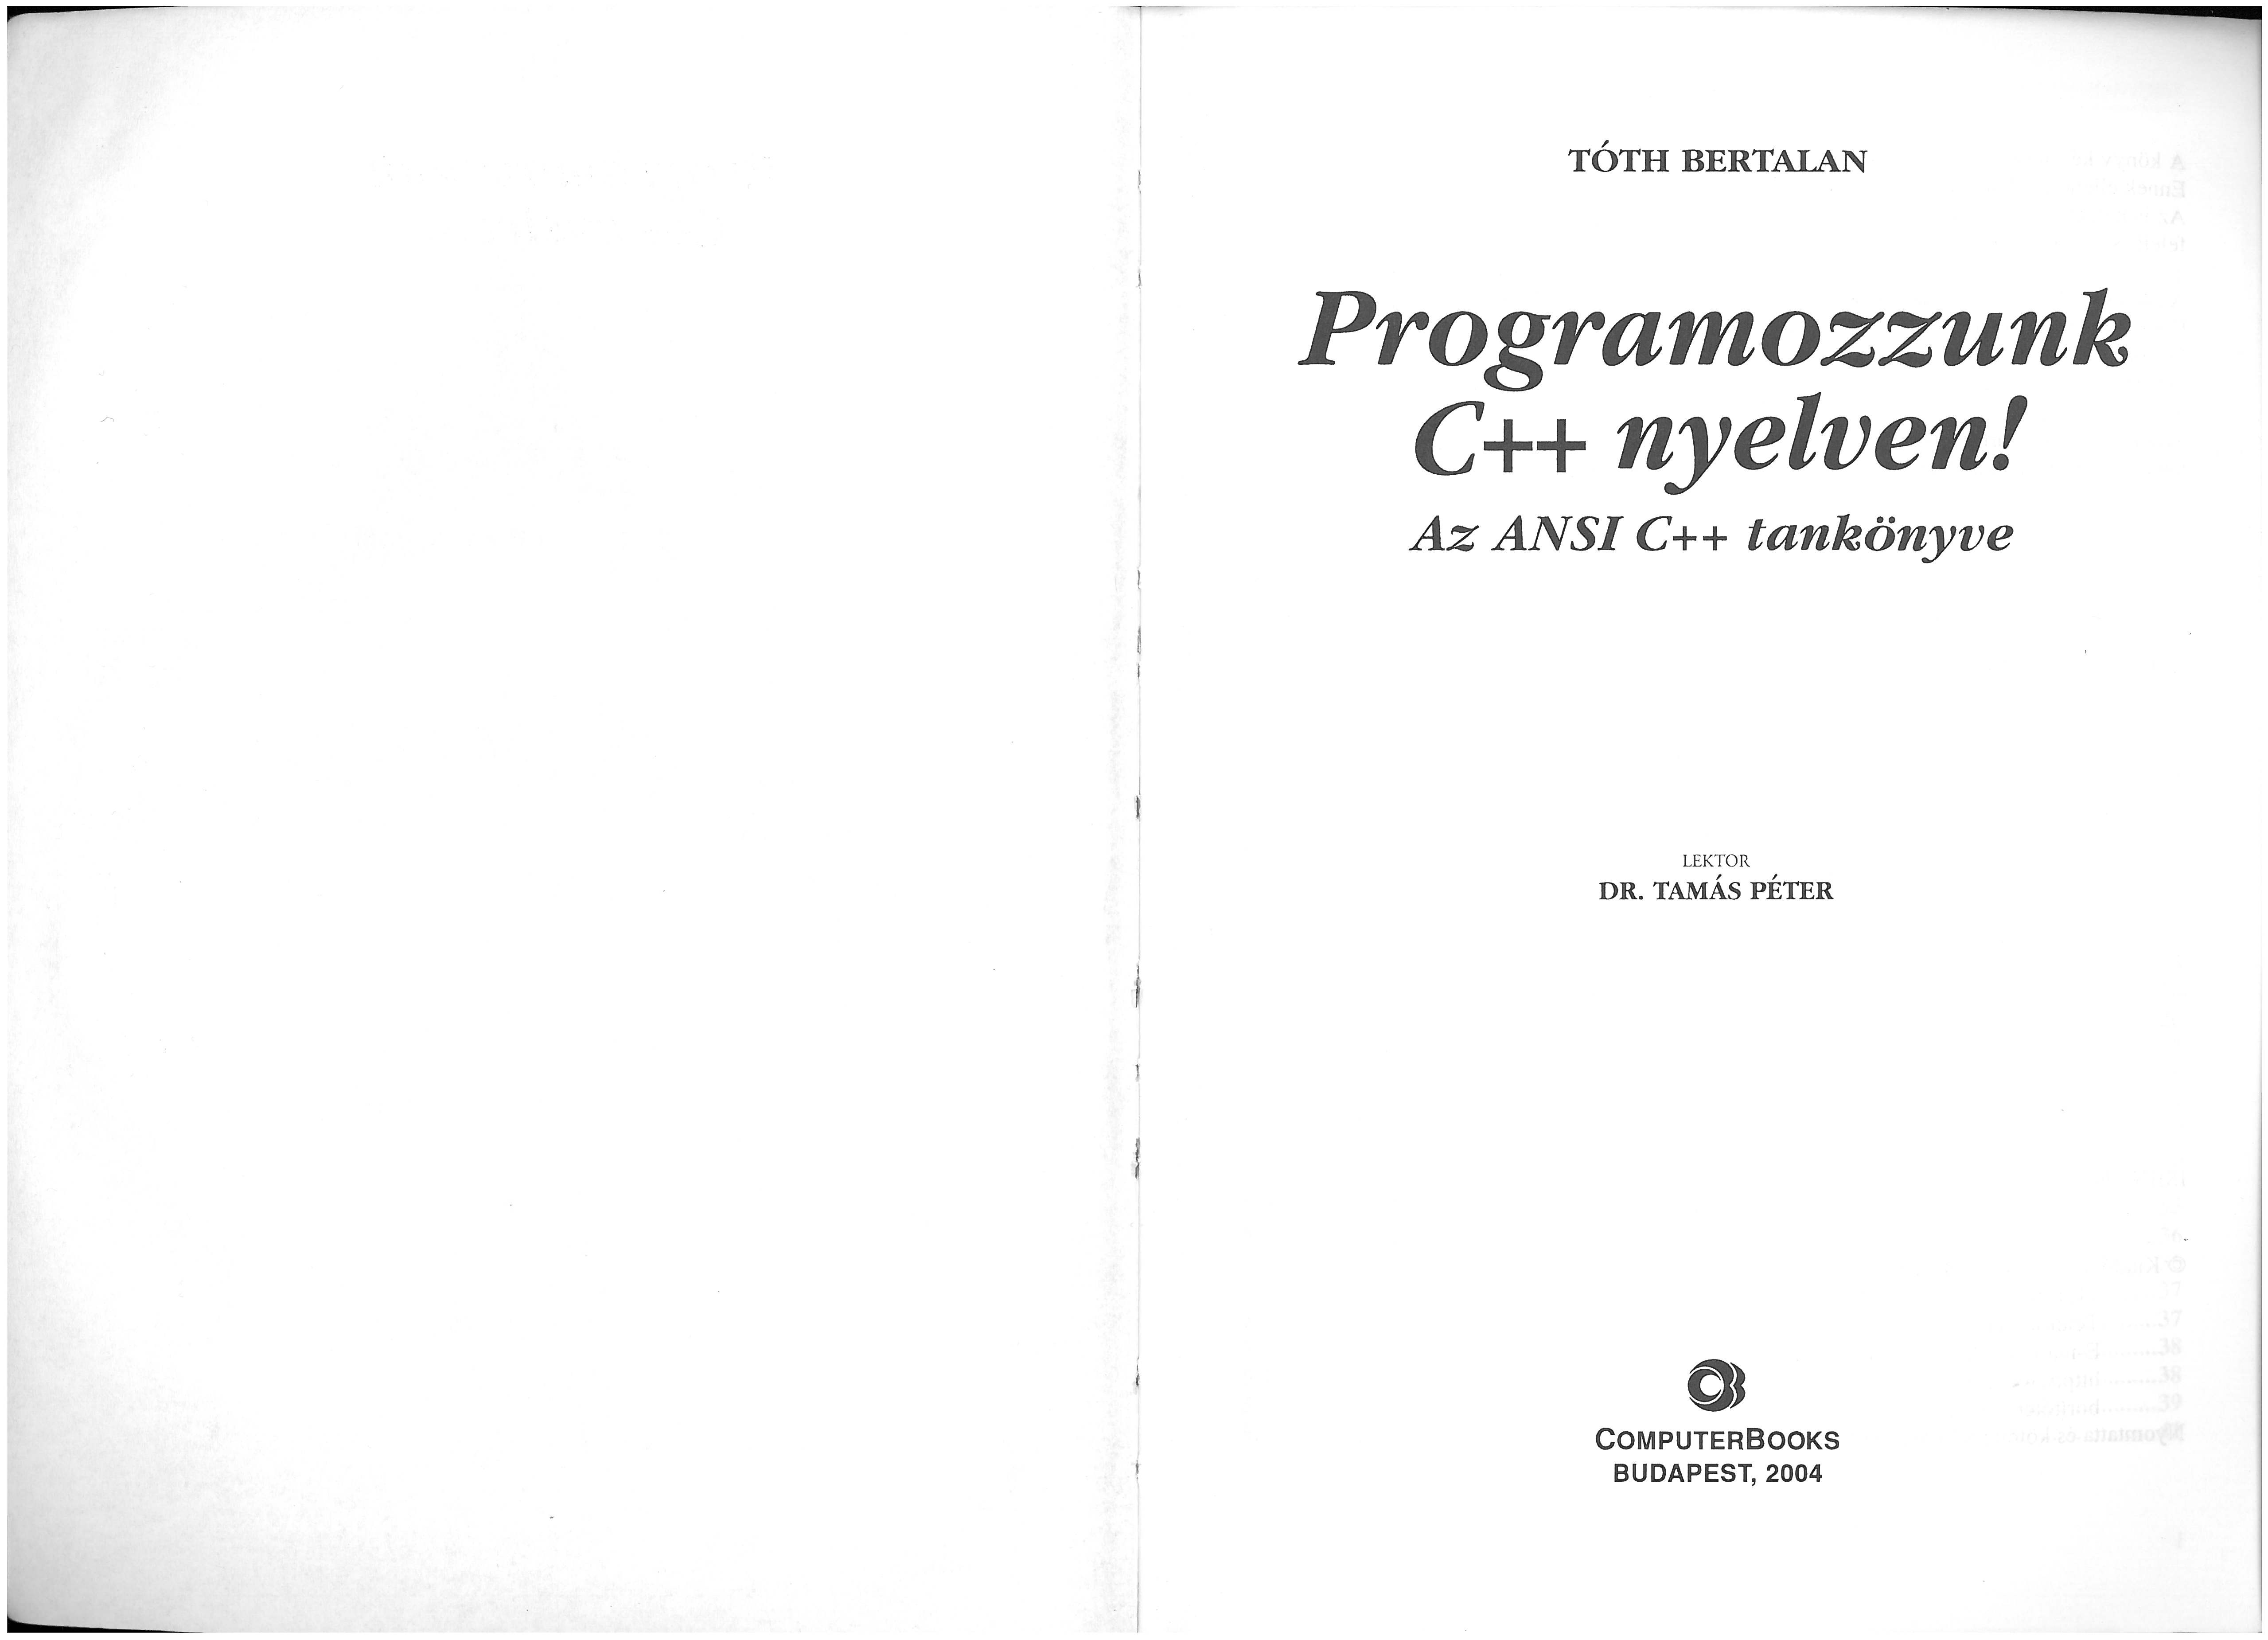 TÓTH BERTALAN
Programozzunk
C++ nyelven!
Az ANSI C++ tankönyve
LEKTOR
DR. TAMÁS PÉTER
COMPUTERBOOKS
BUDAPEST, 2004